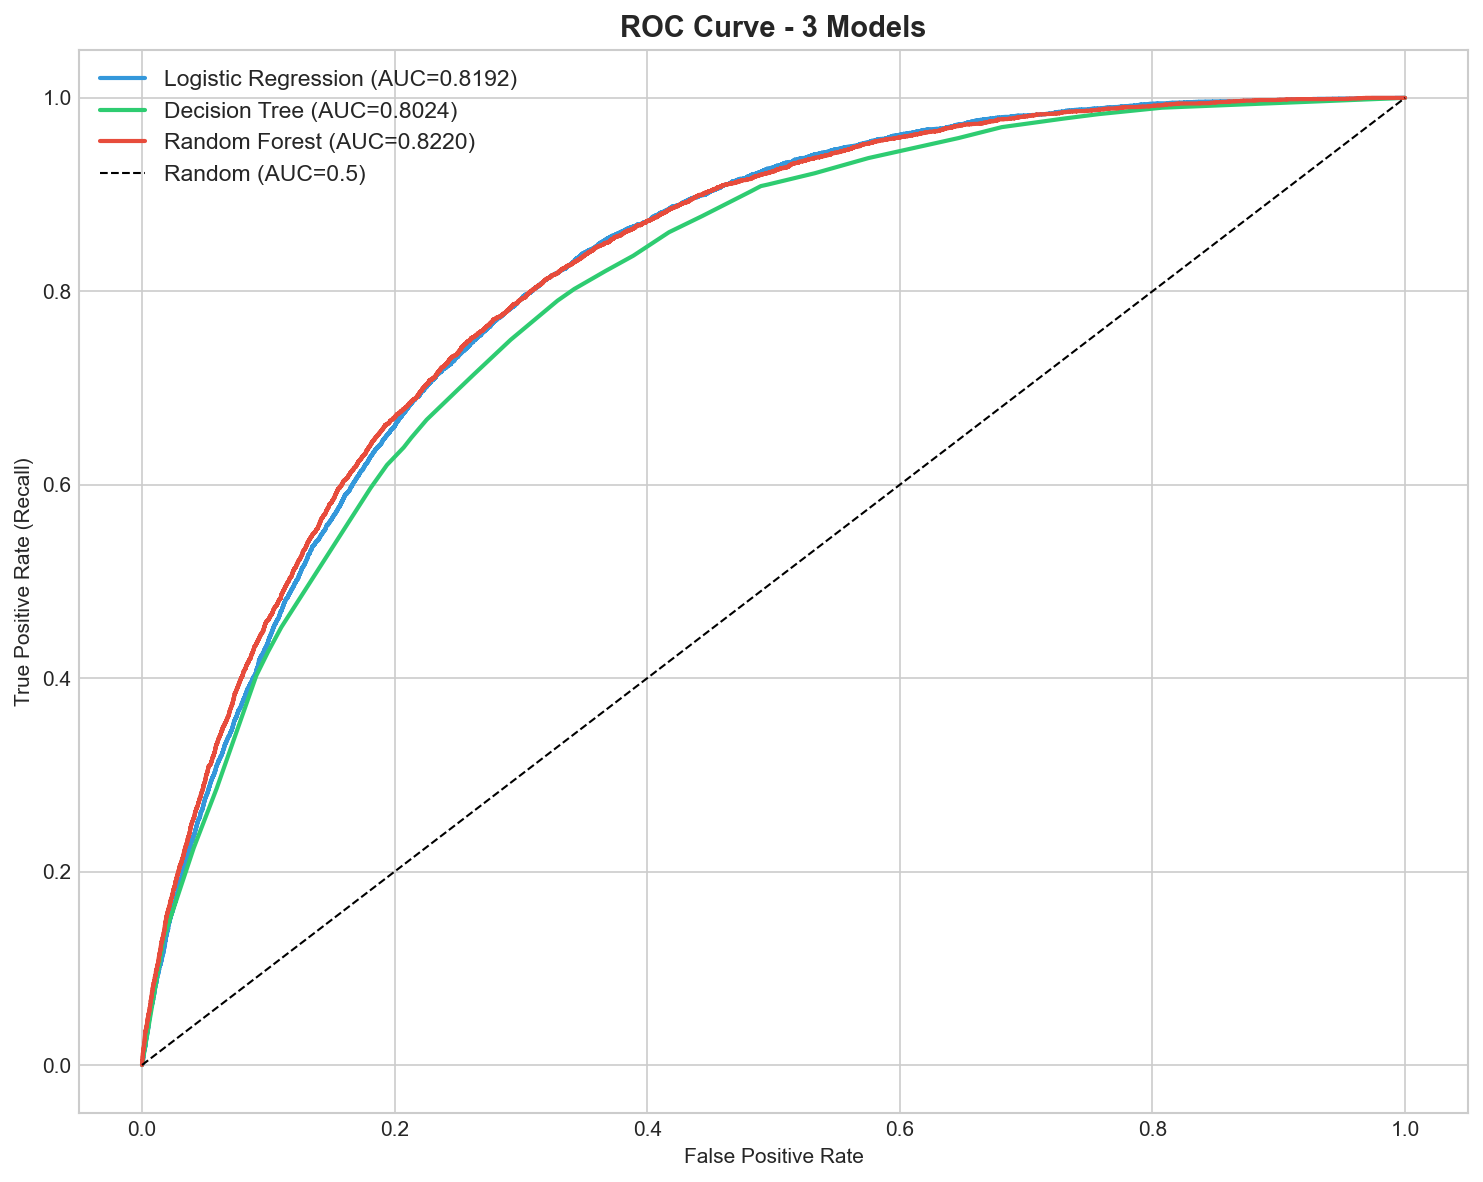 ROC Curve - 3 Models
Logistic Regression (AUC=0.8192)
Decision Tree (AUC=0.8024)
Random Forest (AUC=0.8220)
Random (AUC=0.5)
True Positive Rate (Recall)
1.0
0.8
0.6
0.4
0.2
0.0
0.0 0.2 0.4 0.6 0.8 1.0
False Positive Rate